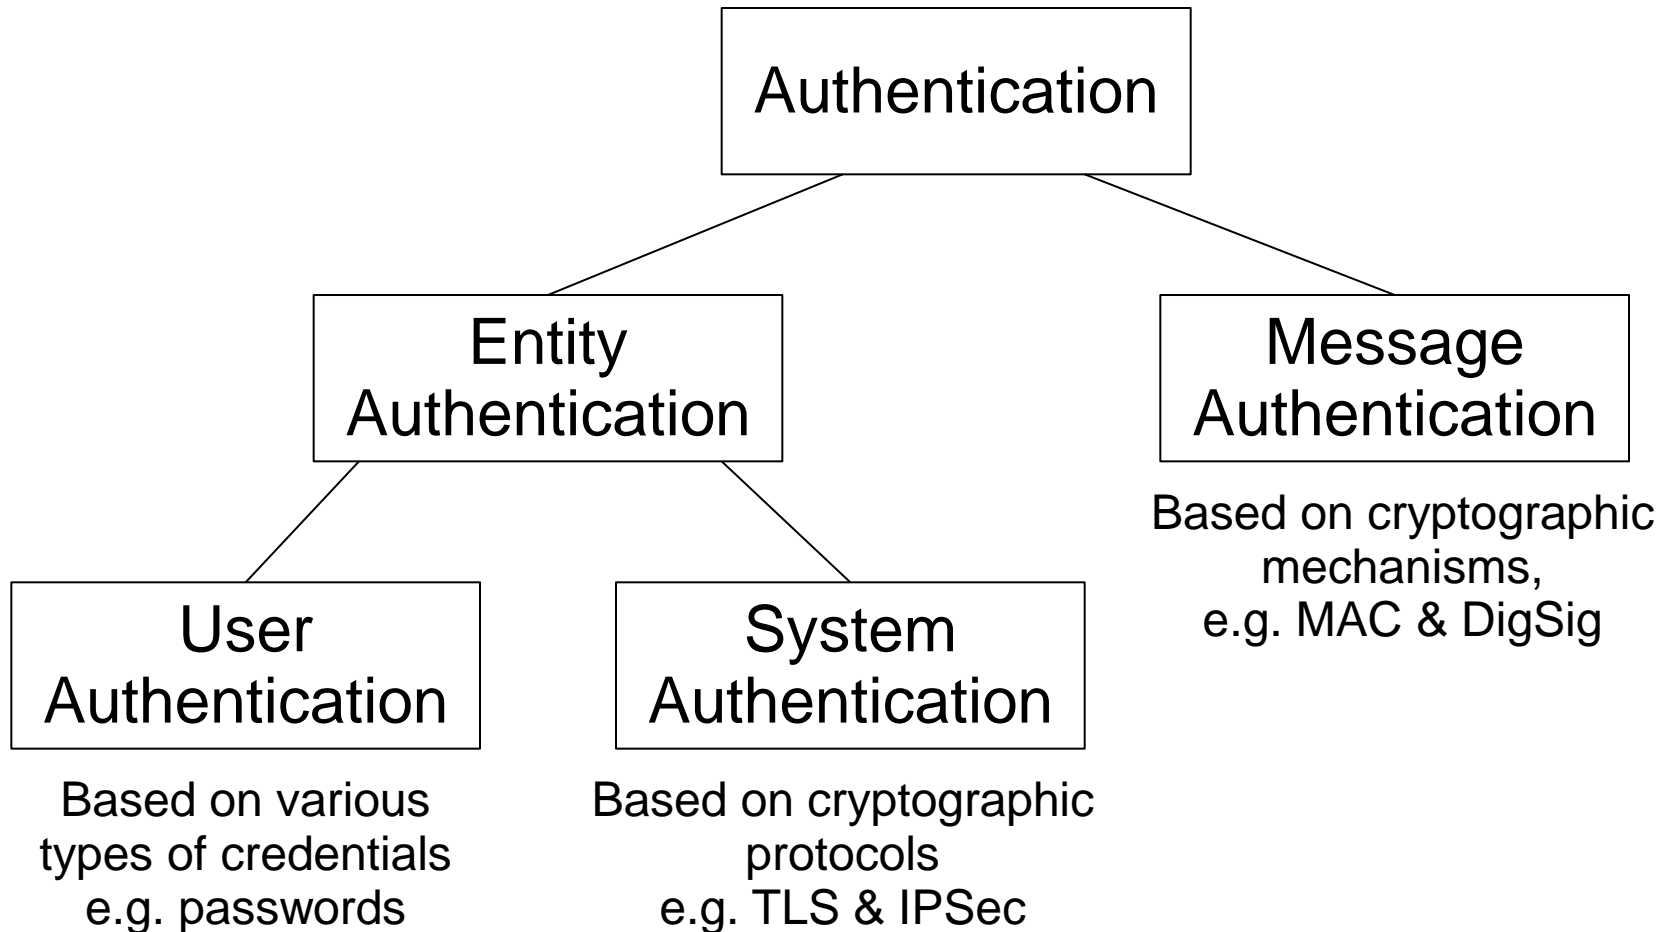 Authentication
Entity
Authentication
Message
Authentication
Based on cryptographic
mechanisms,
e.g. MAC & DigSig
User
Authentication
Based on various
types of credentials
e.g. passwords
System
Authentication
Based on cryptographic
protocols
e.g. TLS & IPSec